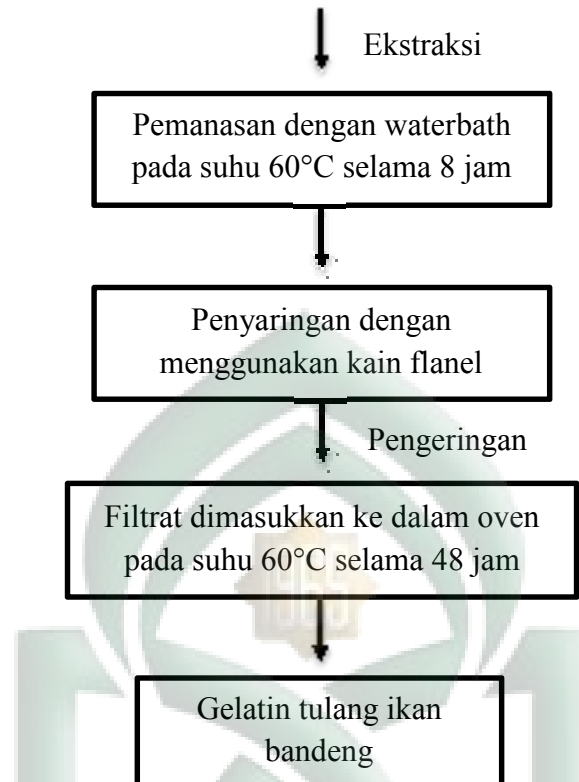 Ekstraksi
Pemanasan dengan waterbath
pada suhu 60°C selama 8 jam
Penyaringan dengan
menggunakan kain flanel
Pengeringan
Filtrat dimasukkan ke dalam oven
pada suhu 60°C selama 48 jam
Gelatin tulang ikan
bandeng